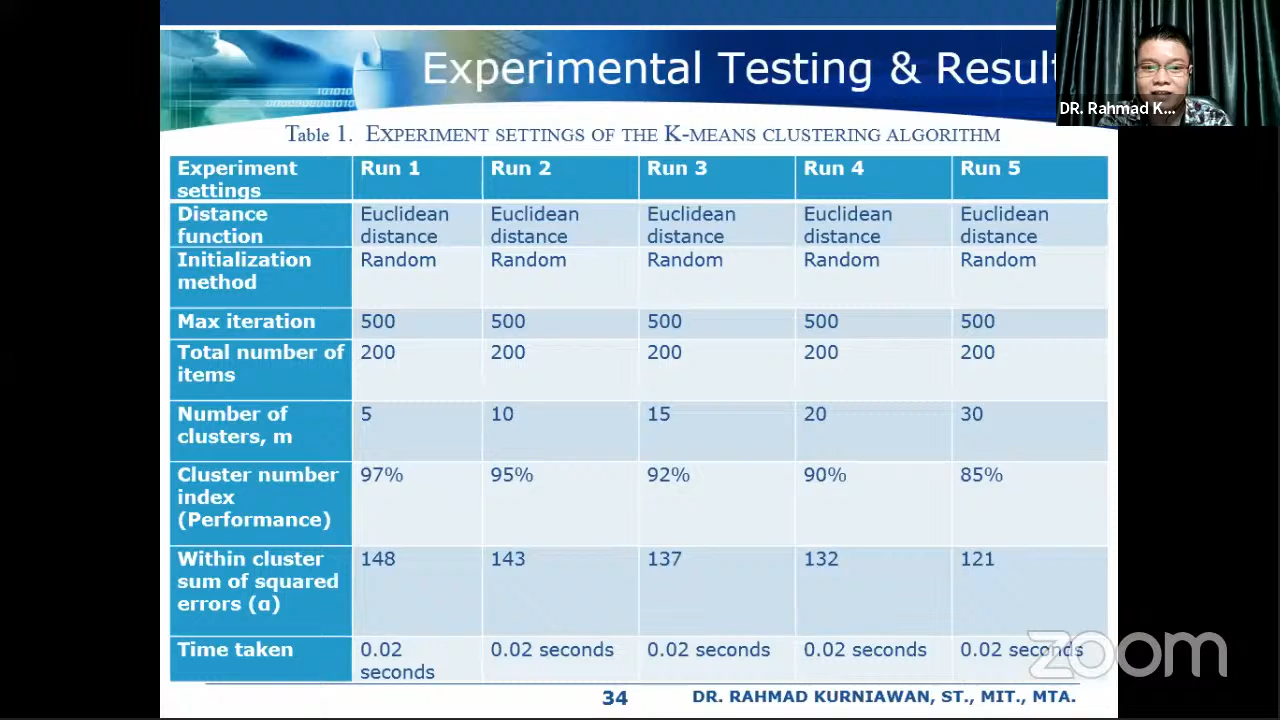 Experimental Testing & Result
DR. Rahmad K...
Table 1. EXPERIMENT SETTINGS OF THE K-MEANS CLUSTERING ALGORITHM
Experiment settings Run 1 Run 2 Run 3 Run 4 Run 5
Distance function Euclidean distance Euclidean distance Euclidean distance Euclidean distance Euclidean distance
Initialization method Random Random Random Random Random
Max iteration 500 500 500 500 500
Total number of items 200 200 200 200 200
Number of clusters, m 5 10 15 20 30
Cluster number index (Performance) 97% 95% 92% 90% 85%
Within cluster sum of squared errors (α) 148 143 137 132 121
Time taken 0.02 seconds 0.02 seconds 0.02 seconds 0.02 seconds 0.02 seconds
zoom
34 DR. RAHMAD KURNIAWAN, ST., MIT., MTA.